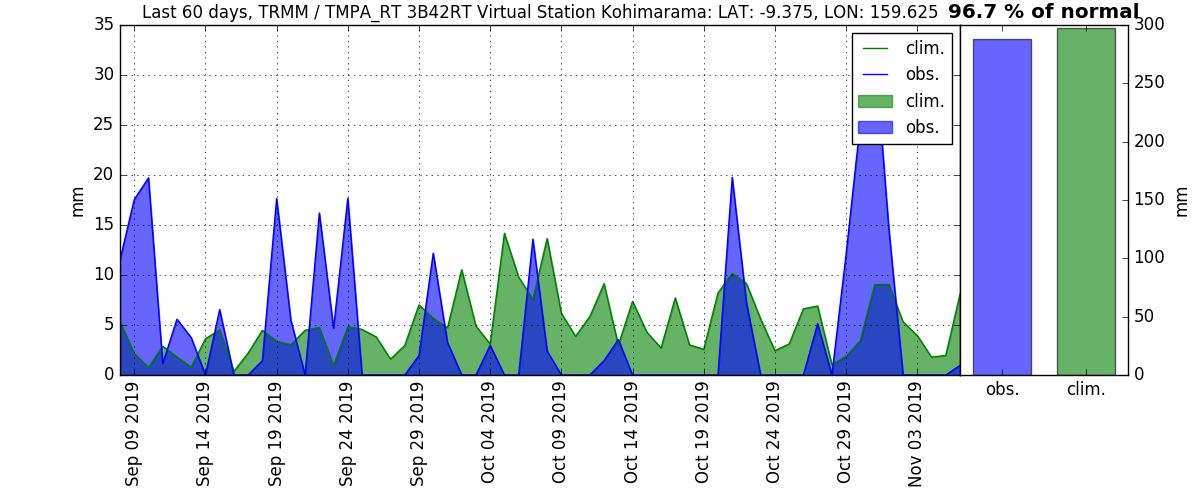 Last 60 days, TRMM / TMPA_RT 3B42RT Virtual Station Kohimarama: LAT: -9.375, LON: 159.625
96.7 % of normal
35
30
25
20
15
10
5
0
mm
clim.
obs.
clim.
obs.
300
250
200
150
100
50
0
mm
obs.
clim.
Sep 09 2019
Sep 14 2019
Sep 19 2019
Sep 24 2019
Sep 29 2019
Oct 04 2019
Oct 09 2019
Oct 14 2019
Oct 19 2019
Oct 24 2019
Oct 29 2019
Nov 03 2019